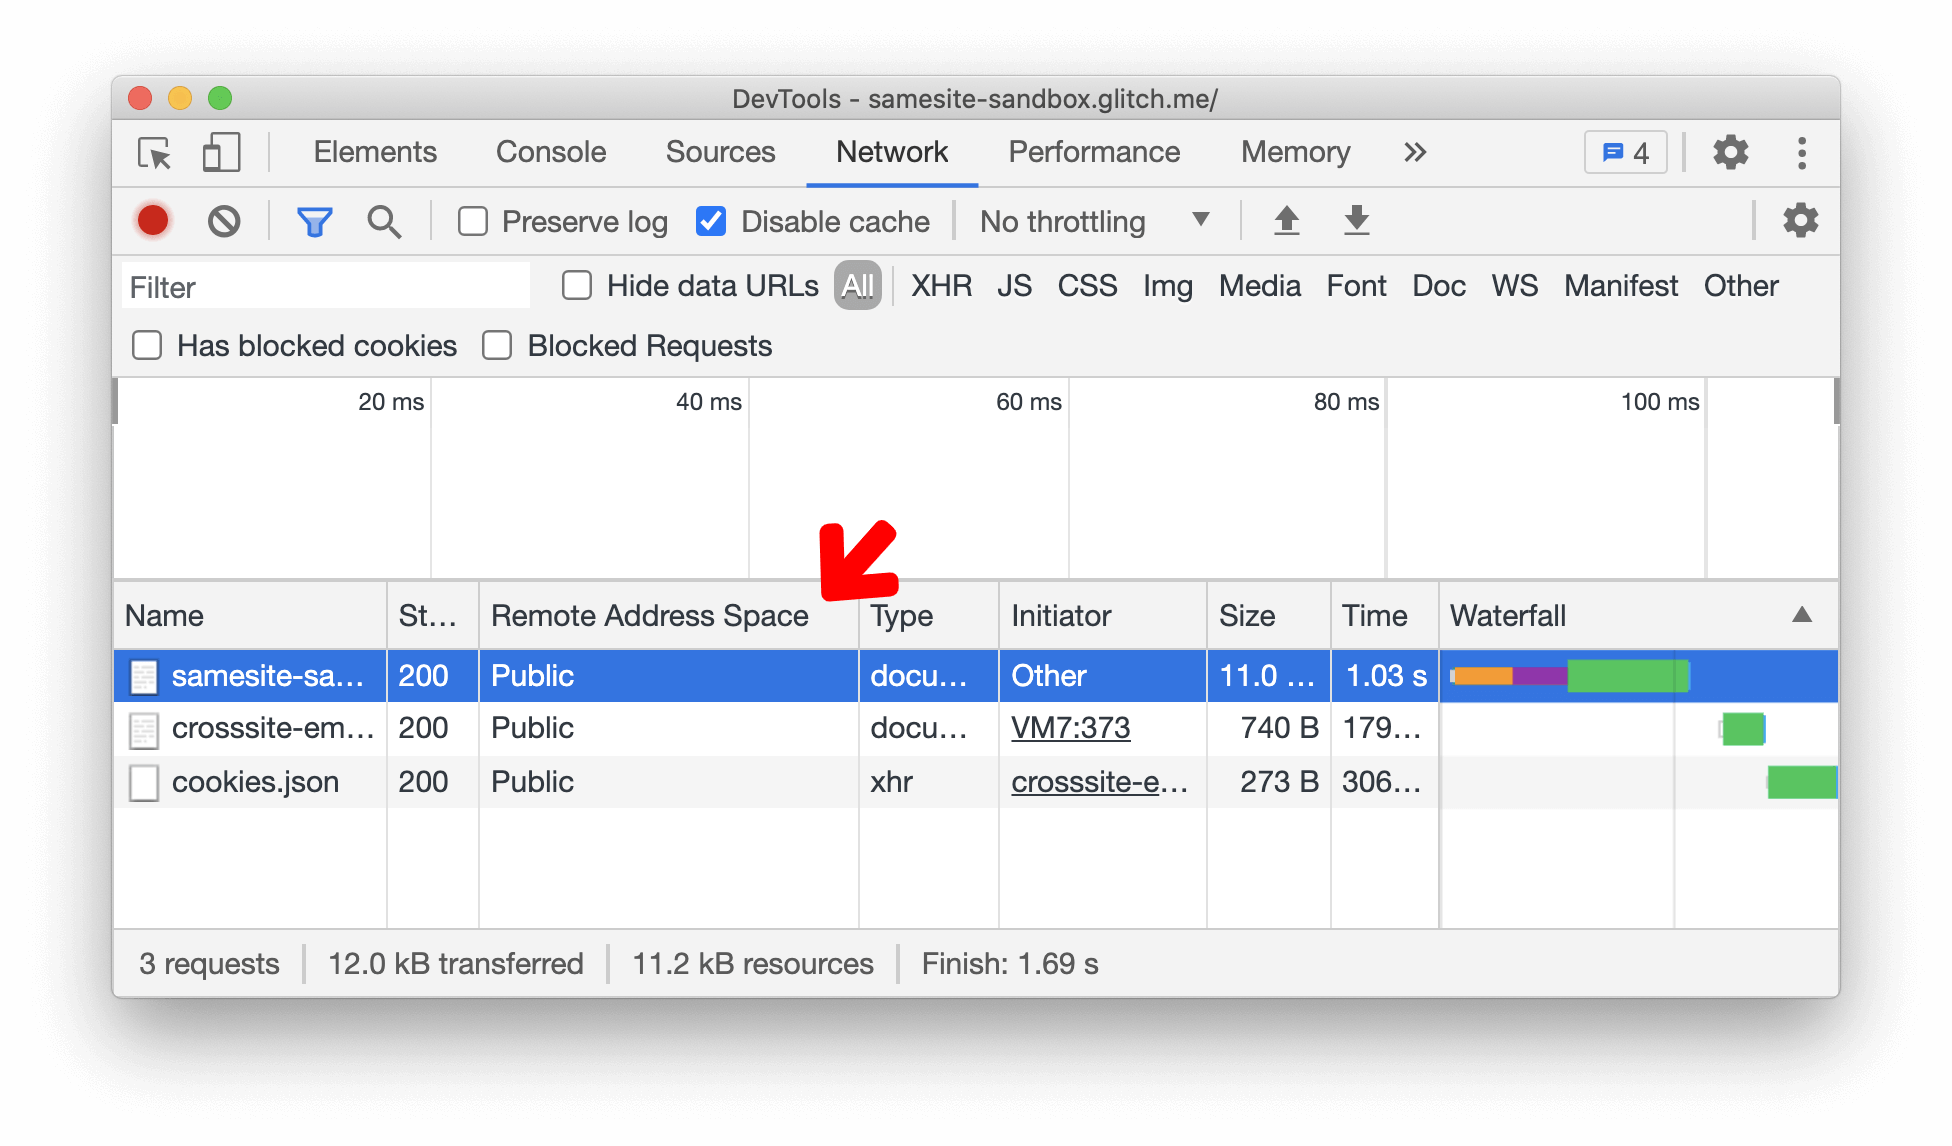 DevTools - samesite-sandbox.glitch.me/
Elements Console Sources Network Performance Memory 4
Preserve log Disable cache No throttling
Filter Hide data URLs All XHR JS CSS Img Media Font Doc WS Manifest Other
Has blocked cookies Blocked Requests
20 ms 40 ms 60 ms 80 ms 100 ms
Name St... Remote Address Space Type Initiator Size Time Waterfall
samesite-sa... 200 Public docu... Other 11.0 ... 1.03 s
crosssite-em... 200 Public docu... VM7:373 740 B 179...
cookies.json 200 Public xhr crosssite-e... 273 B 306...
3 requests 12.0 kB transferred 11.2 kB resources Finish: 1.69 s